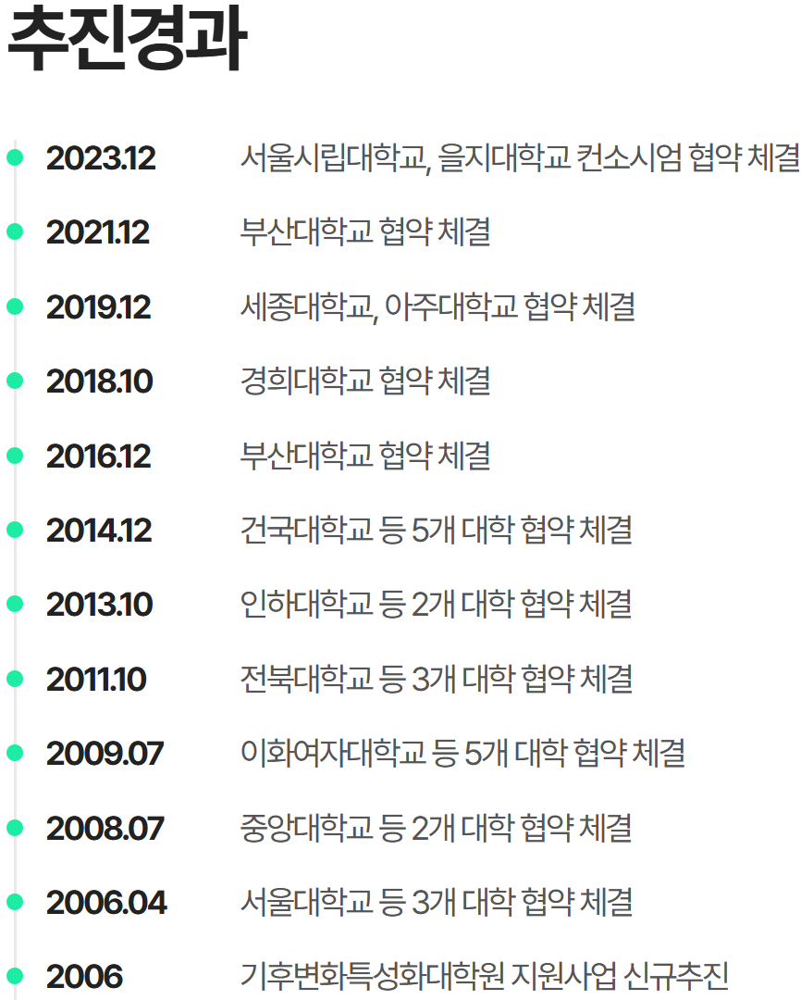 추진경과
2023.12 서울시립대학교, 을지대학교 컨소시엄 협약 체결
2021.12 부산대학교 협약 체결
2019.12 세종대학교, 아주대학교 협약 체결
2018.10 경희대학교 협약 체결
2016.12 부산대학교 협약 체결
2014.12 건국대학교 등 5개 대학 협약 체결
2013.10 인하대학교 등 2개 대학 협약 체결
2011.10 전북대학교 등 3개 대학 협약 체결
2009.07 이화여자대학교 등 5개 대학 협약 체결
2008.07 중앙대학교 등 2개 대학 협약 체결
2006.04 서울대학교 등 3개 대학 협약 체결
2006 기후변화특성화대학원 지원사업 신규추진